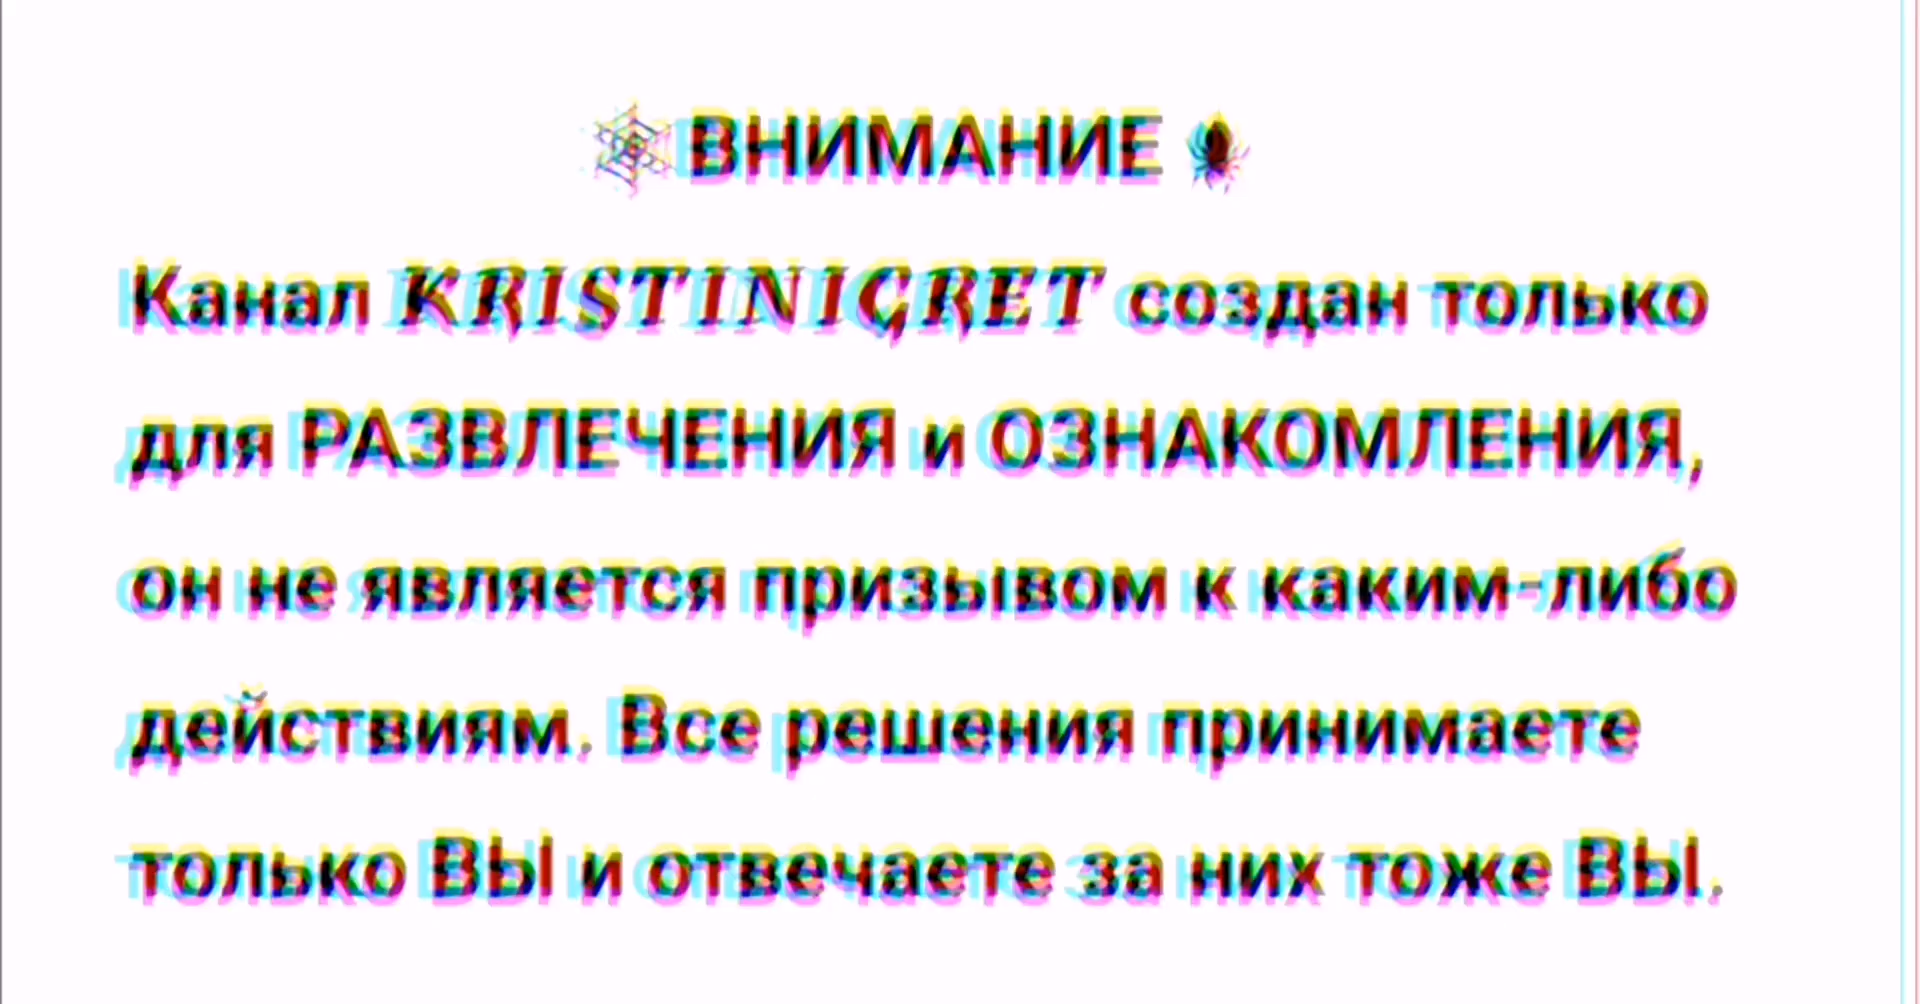 🕸 ВНИМАНИЕ 🕷
Канал KRISTINIGRET создан только
для РАЗВЛЕЧЕНИЯ и ОЗНАКОМЛЕНИЯ,
он не является призывом к каким-либо
действиям. Все решения принимаете
только ВЫ и отвечаете за них тоже ВЫ.